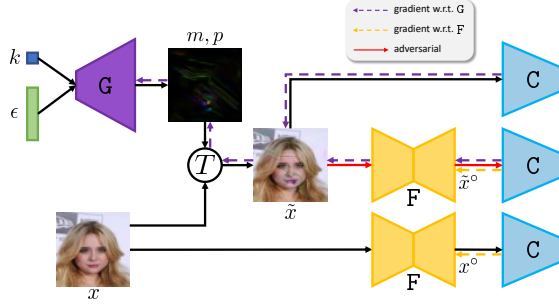 gradient w.r.t. G
gradient w.r.t. F
adversarial
m, p
k
G
C
ϵ
T
F
C
x̃
x̃°
F
C
x°
x